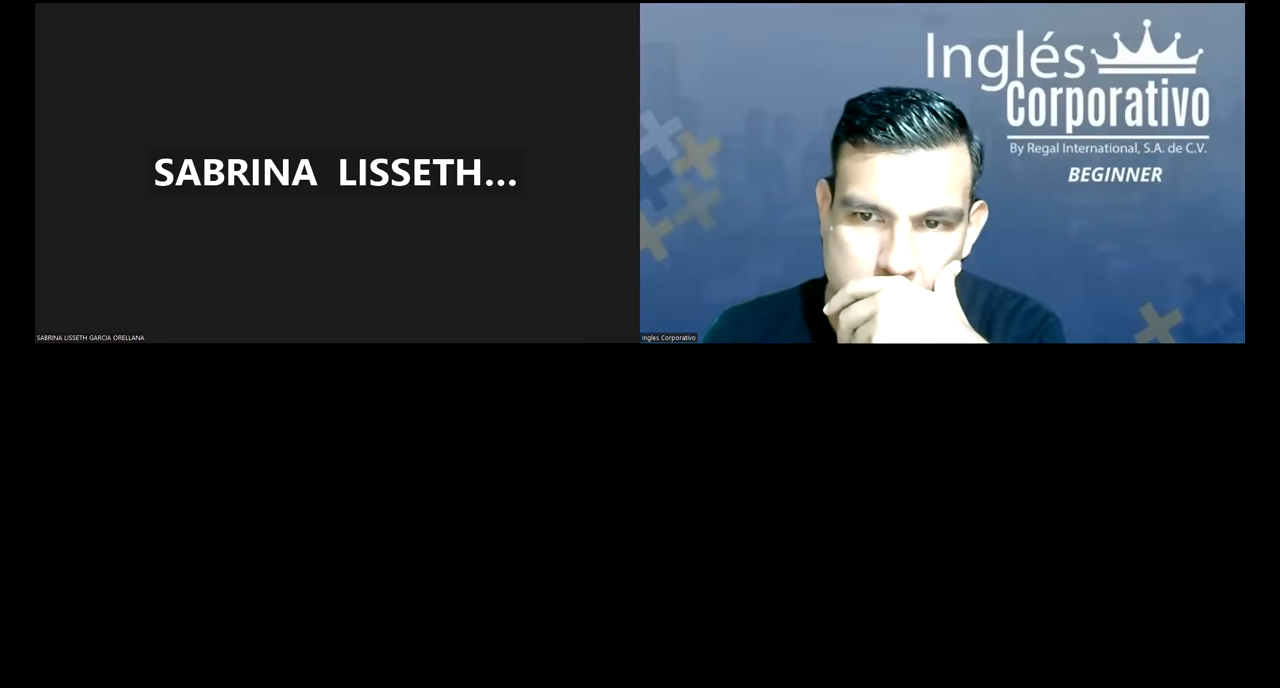 SABRINA LISSETH...
SABRINA LISSETH GARCIA ORELLANA
Inglés
Corporativo
By Regal International, S.A. de C.V.
BEGINNER
Ingles Corporativo